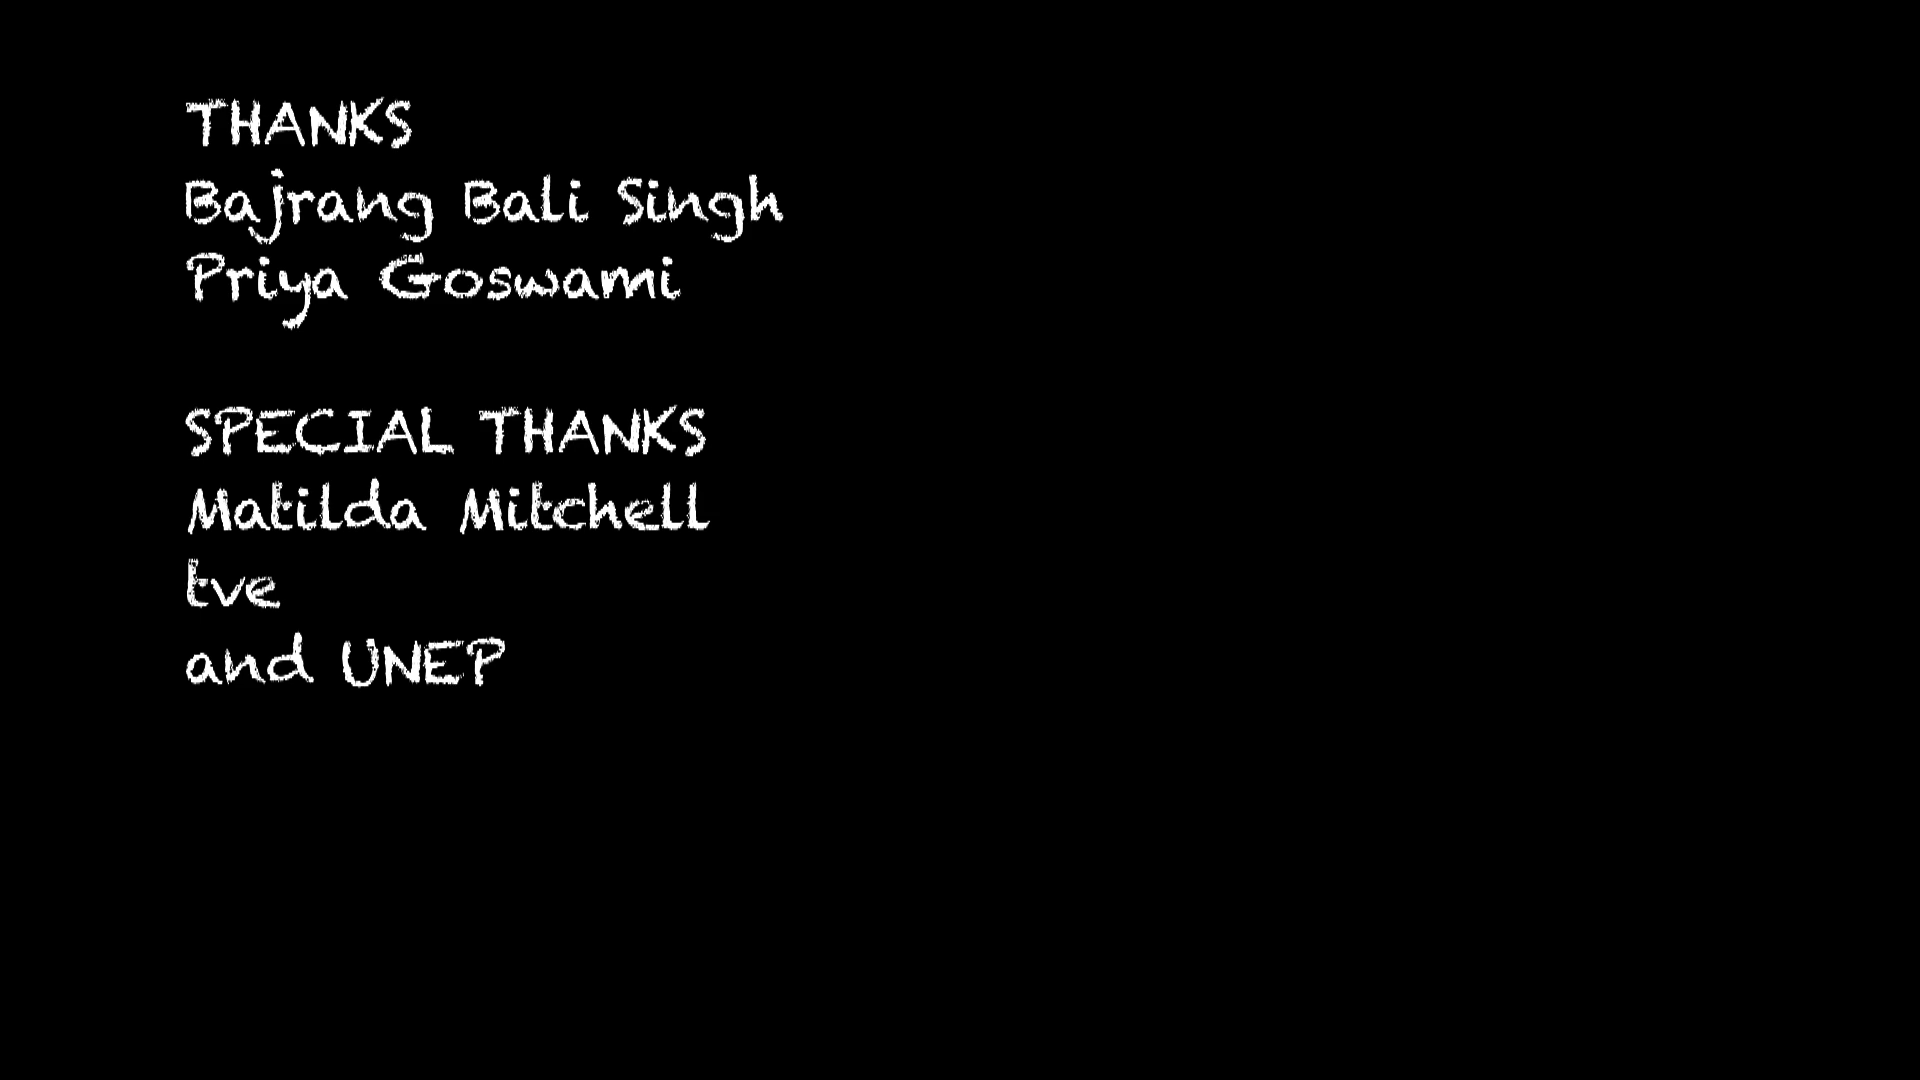 THANKS
Bajrang Bali Singh
Priya Goswami
SPECIAL THANKS
Matilda Mitchell
tve
and UNEP